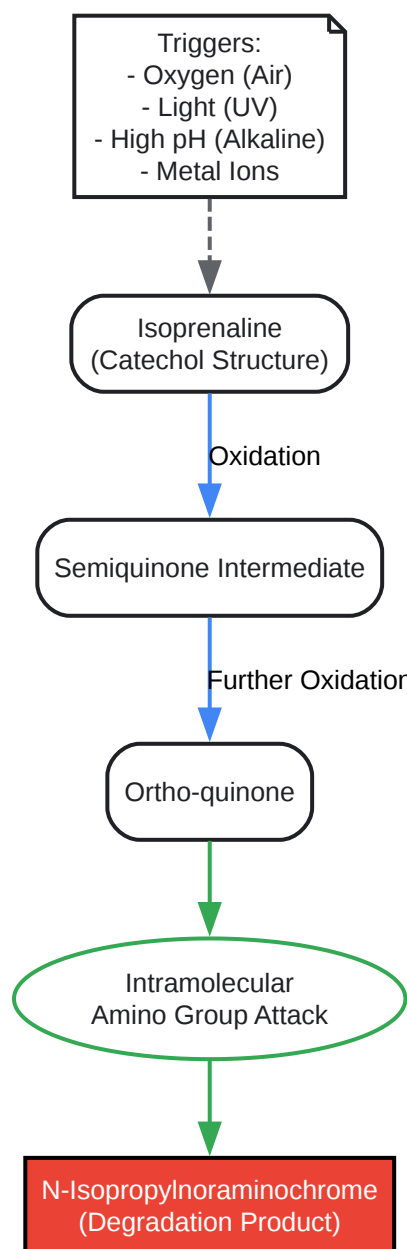 Triggers:
- Oxygen (Air)
- Light (UV)
- High pH (Alkaline)
- Metal Ions
Isoprenaline
(Catechol Structure)
Oxidation
Semiquinone Intermediate
Further Oxidation
Ortho-quinone
Intramolecular
Amino Group Attack
N-Isopropylnoraminochrome
(Degradation Product)